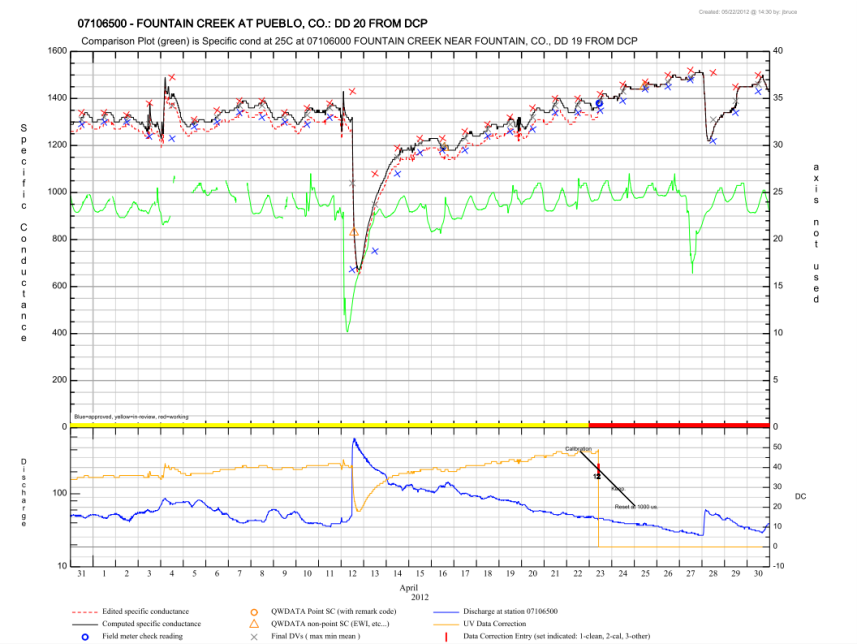 Created: 05/22/2012 @ 14:30 by jbruce
07106500 - FOUNTAIN CREEK AT PUEBLO, CO.: DD 20 FROM DCP
Comparison Plot (green) is Specific cond at 25C at 07106000 FOUNTAIN CREEK NEAR FOUNTAIN, CO., DD 19 FROM DCP
1600
1400
1200
1000
800
600
400
200
0
Specific Conductance
40
35
30
25
20
15
10
5
0
axis not used
Blue=approved, yellow=in-review, red=working
Discharge
100
10
50
40
30
20
10
0
-10
DC
Calibration
Reset at 1000 us.
31 1 2 3 4 5 6 7 8 9 10 11 12 13 14 15 16 17 18 19 20 21 22 23 24 25 26 27 28 29 30
April
2012
Edited specific conductance
Computed specific conductance
Field meter check reading
QWDATA Point SC (with remark code)
QWDATA non-point SC (EWI, etc...)
Final DVs ( max min mean )
Discharge at station 07106500
UV Data Correction
Data Correction Entry (set indicated: 1-clean, 2-cal, 3-other)